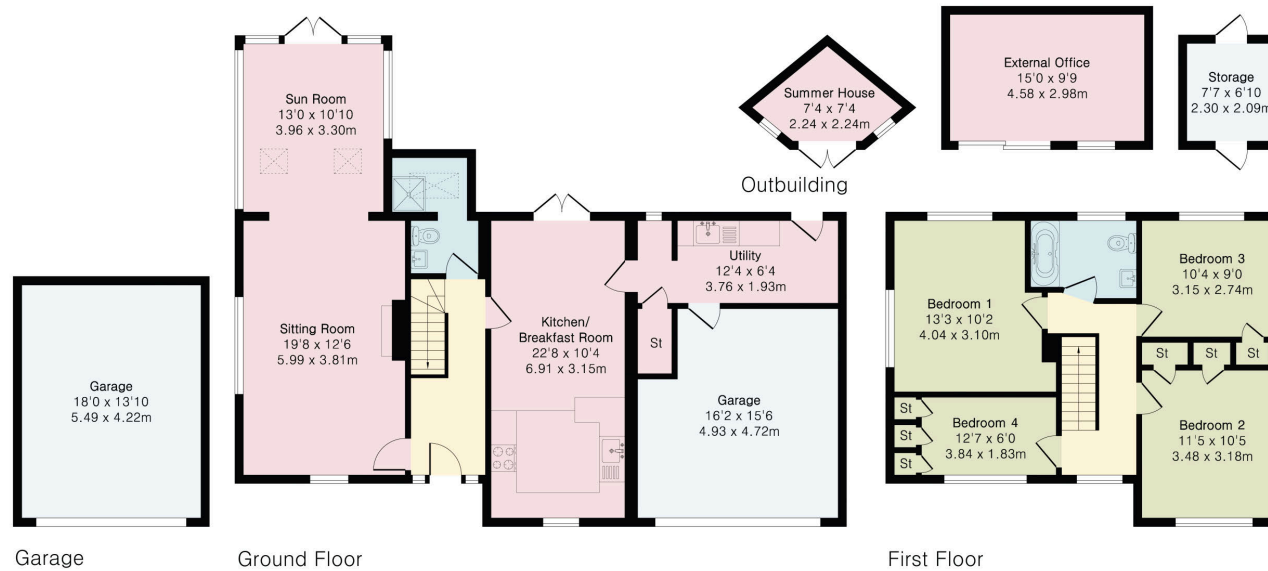 Sun Room
13'0 x 10'10
3.96 x 3.30m
Summer House
7'4 x 7'4
2.24 x 2.24m
Outbuilding
External Office
15'0 x 9'9
4.58 x 2.98m
Storage
7'7 x 6'10
2.30 x 2.09m
Garage
18'0 x 13'10
5.49 x 4.22m
Garage
Sitting Room
19'8 x 12'6
5.99 x 3.81m
Kitchen/
Breakfast Room
22'8 x 10'4
6.91 x 3.15m
Utility
12'4 x 6'4
3.76 x 1.93m
St
Garage
16'2 x 15'6
4.93 x 4.72m
Ground Floor
Bedroom 1
13'3 x 10'2
4.04 x 3.10m
Bedroom 3
10'4 x 9'0
3.15 x 2.74m
St
St
St
St
St
St
Bedroom 4
12'7 x 6'0
3.84 x 1.83m
Bedroom 2
11'5 x 10'5
3.48 x 3.18m
First Floor